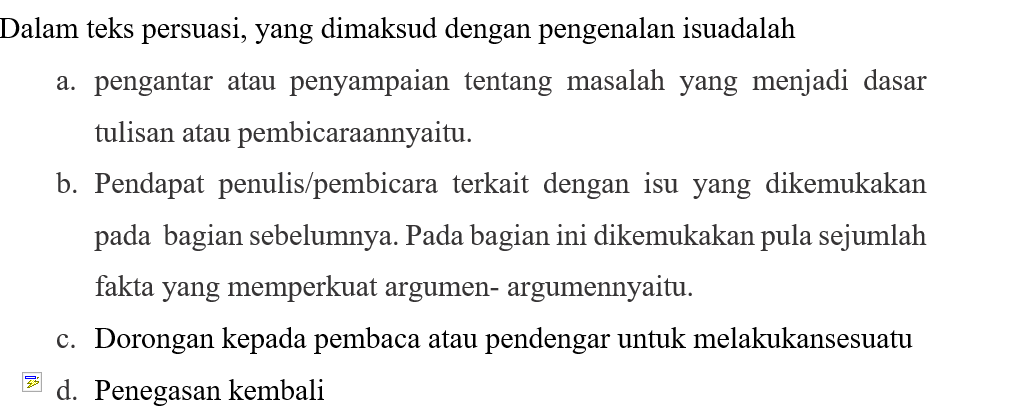 Dalam teks persuasi, yang dimaksud dengan pengenalan isuadalah
a. pengantar atau penyampaian tentang masalah yang menjadi dasar
tulisan atau pembicaraannyaitu.
b. Pendapat penulis/pembicara terkait dengan isu yang dikemukakan
pada bagian sebelumnya. Pada bagian ini dikemukakan pula sejumlah
fakta yang memperkuat argumen- argumennyaitu.
c. Dorongan kepada pembaca atau pendengar untuk melakukansesuatu
d. Penegasan kembali